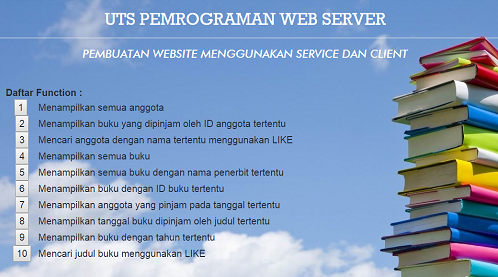 UTS PEMROGRAMAN WEB SERVER
PEMBUATAN WEBSITE MENGGUNAKAN SERVICE DAN CLIENT
Daftar Function :
1 Menampilkan semua anggota
2 Menampilkan buku yang dipinjam oleh ID anggota tertentu
3 Mencari anggota dengan nama tertentu menggunakan LIKE
4 Menampilkan semua buku
5 Menampilkan semua buku dengan nama penerbit tertentu
6 Menampilkan buku dengan ID buku tertentu
7 Menampilkan anggota yang pinjam pada tanggal tertentu
8 Menampilkan tanggal buku dipinjam oleh judul tertentu
9 Menampilkan buku dengan tahun tertentu
10 Mencari judul buku menggunakan LIKE